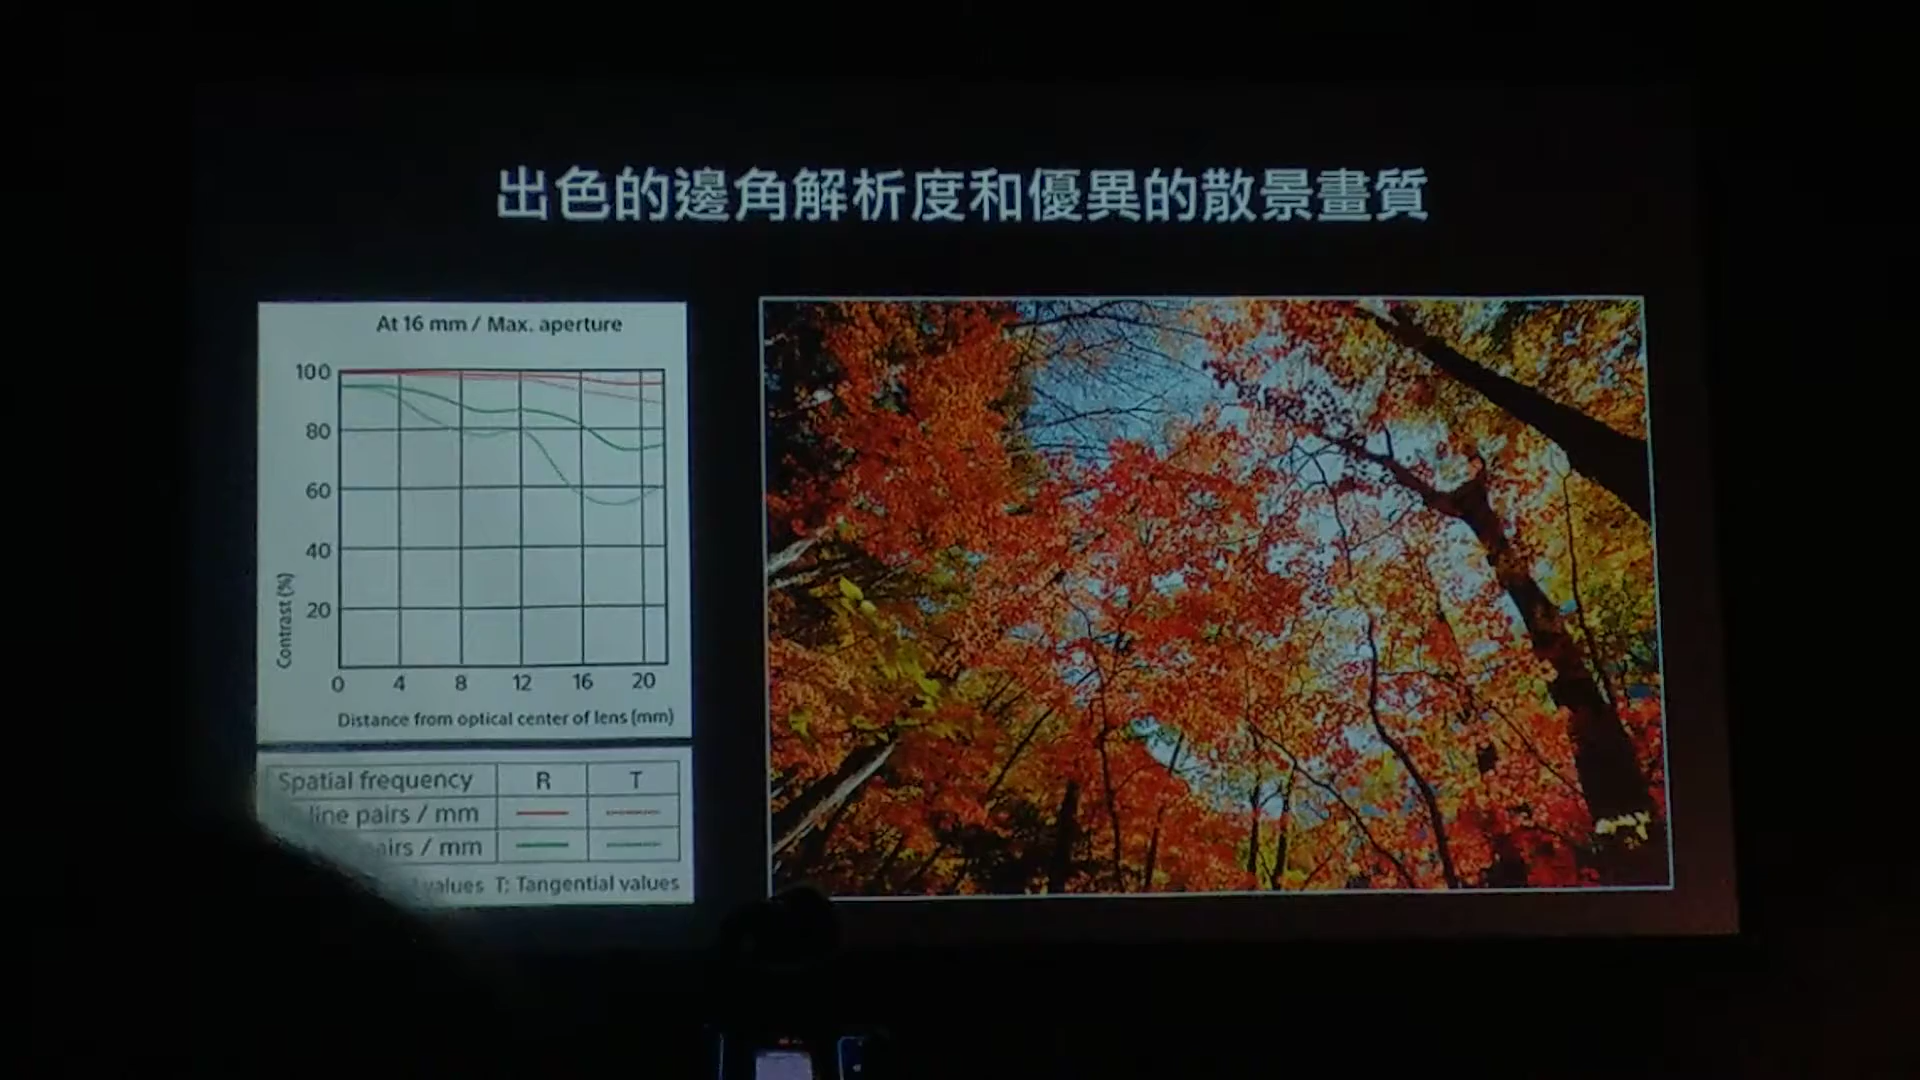 出色的邊角解析度和優異的散景畫質
At 16 mm / Max. aperture
100
80
60
40
20
Contrast (%)
0 4 8 12 16 20
Distance from optical center of lens (mm)
Spatial frequency R T
line pairs / mm
/ mm
values T: Tangential values